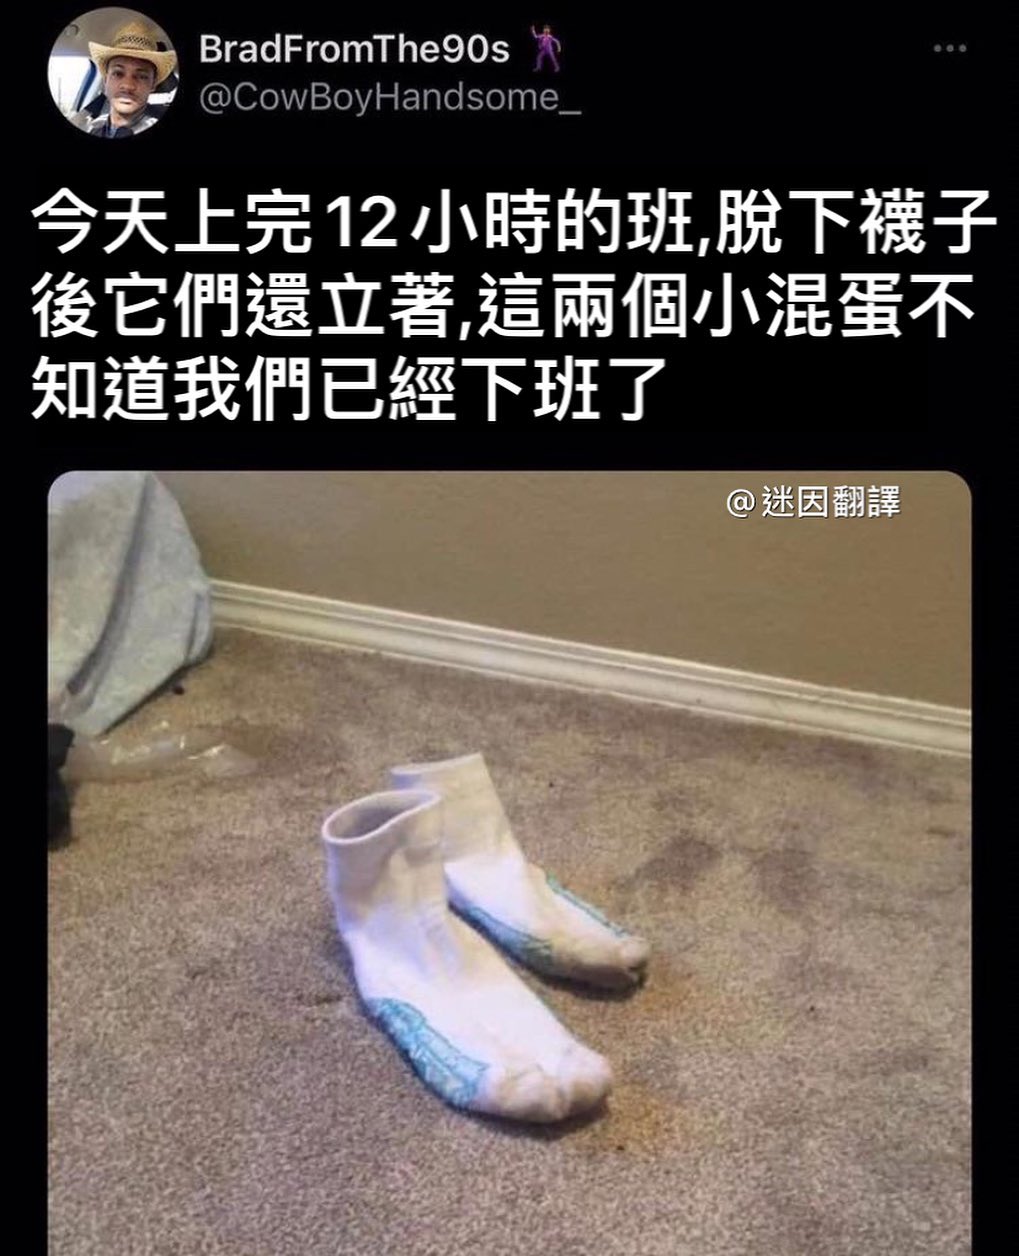 BradFromThe90s 🕺🏾
@CowBoyHandsome_
今天上完12小時的班,脫下襪子
後它們還立著,這兩個小混蛋不
知道我們已經下班了
@迷因翻譯